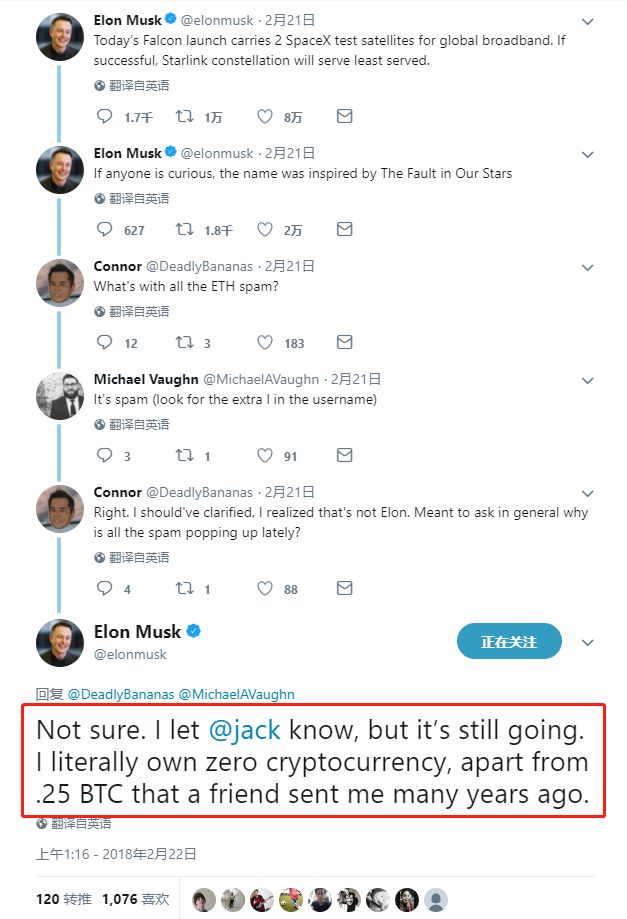 Elon Musk @elonmusk · 2月21日
Today's Falcon launch carries 2 SpaceX test satellites for global broadband. If
successful, Starlink constellation will serve least served.
翻译自英语
1.7千 1万 8万
Elon Musk @elonmusk · 2月21日
If anyone is curious, the name was inspired by The Fault in Our Stars
翻译自英语
627 1.8千 2万
Connor @DeadlyBananas · 2月21日
What's with all the ETH spam?
翻译自英语
12 3 183
Michael Vaughn @MichaelAVaughn · 2月21日
It's spam (look for the extra I in the username)
翻译自英语
3 1 91
Connor @DeadlyBananas · 2月21日
Right. I should've clarified, I realized that's not Elon. Meant to ask in general why
is all the spam popping up lately?
翻译自英语
4 1 88
Elon Musk
@elonmusk
正在关注
回复 @DeadlyBananas @MichaelAVaughn
Not sure. I let @jack know, but it's still going.
I literally own zero cryptocurrency, apart from
.25 BTC that a friend sent me many years ago.
翻译自英语
上午1:16 - 2018年2月22日
120 转推 1,076 喜欢